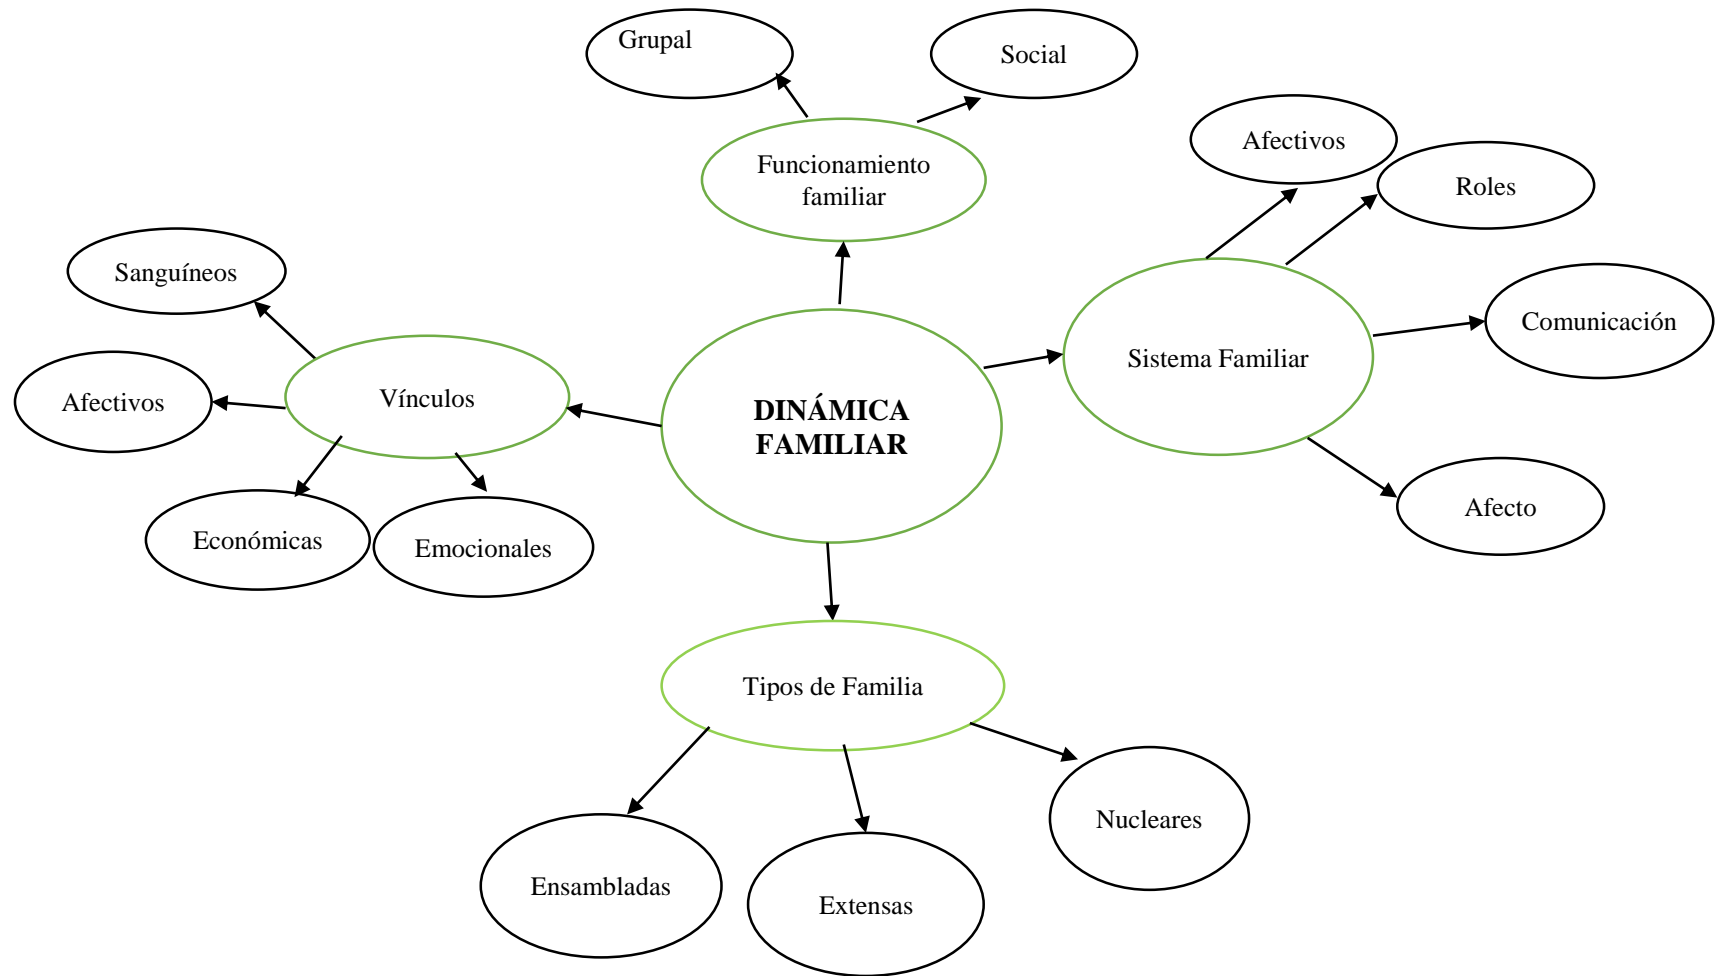 Grupal
Social
Afectivos
Roles
Funcionamiento
familiar
Sanguíneos
Comunicación
Sistema Familiar
Vínculos
Afectivos
DINÁMICA
FAMILIAR
Afecto
Económicas
Emocionales
Tipos de Familia
Nucleares
Ensambladas
Extensas